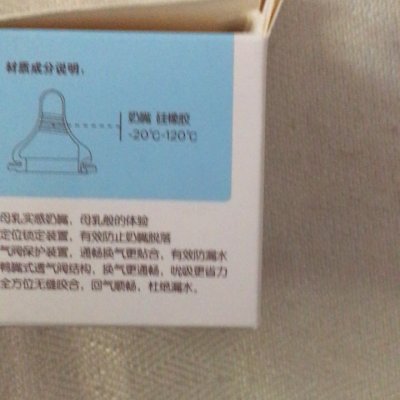 材质成分说明、
奶嘴 硅橡胶
-20℃-120℃
母乳实感奶嘴，母乳般的体验
定位锁定装置，有效防止奶嘴脱落
气阀保护装置，通畅换气更贴合，有效防漏水
鸭嘴式透气阀结构，换气更通畅，吮吸更省力
全方位无缝胶合，回气顺畅，杜绝漏水。